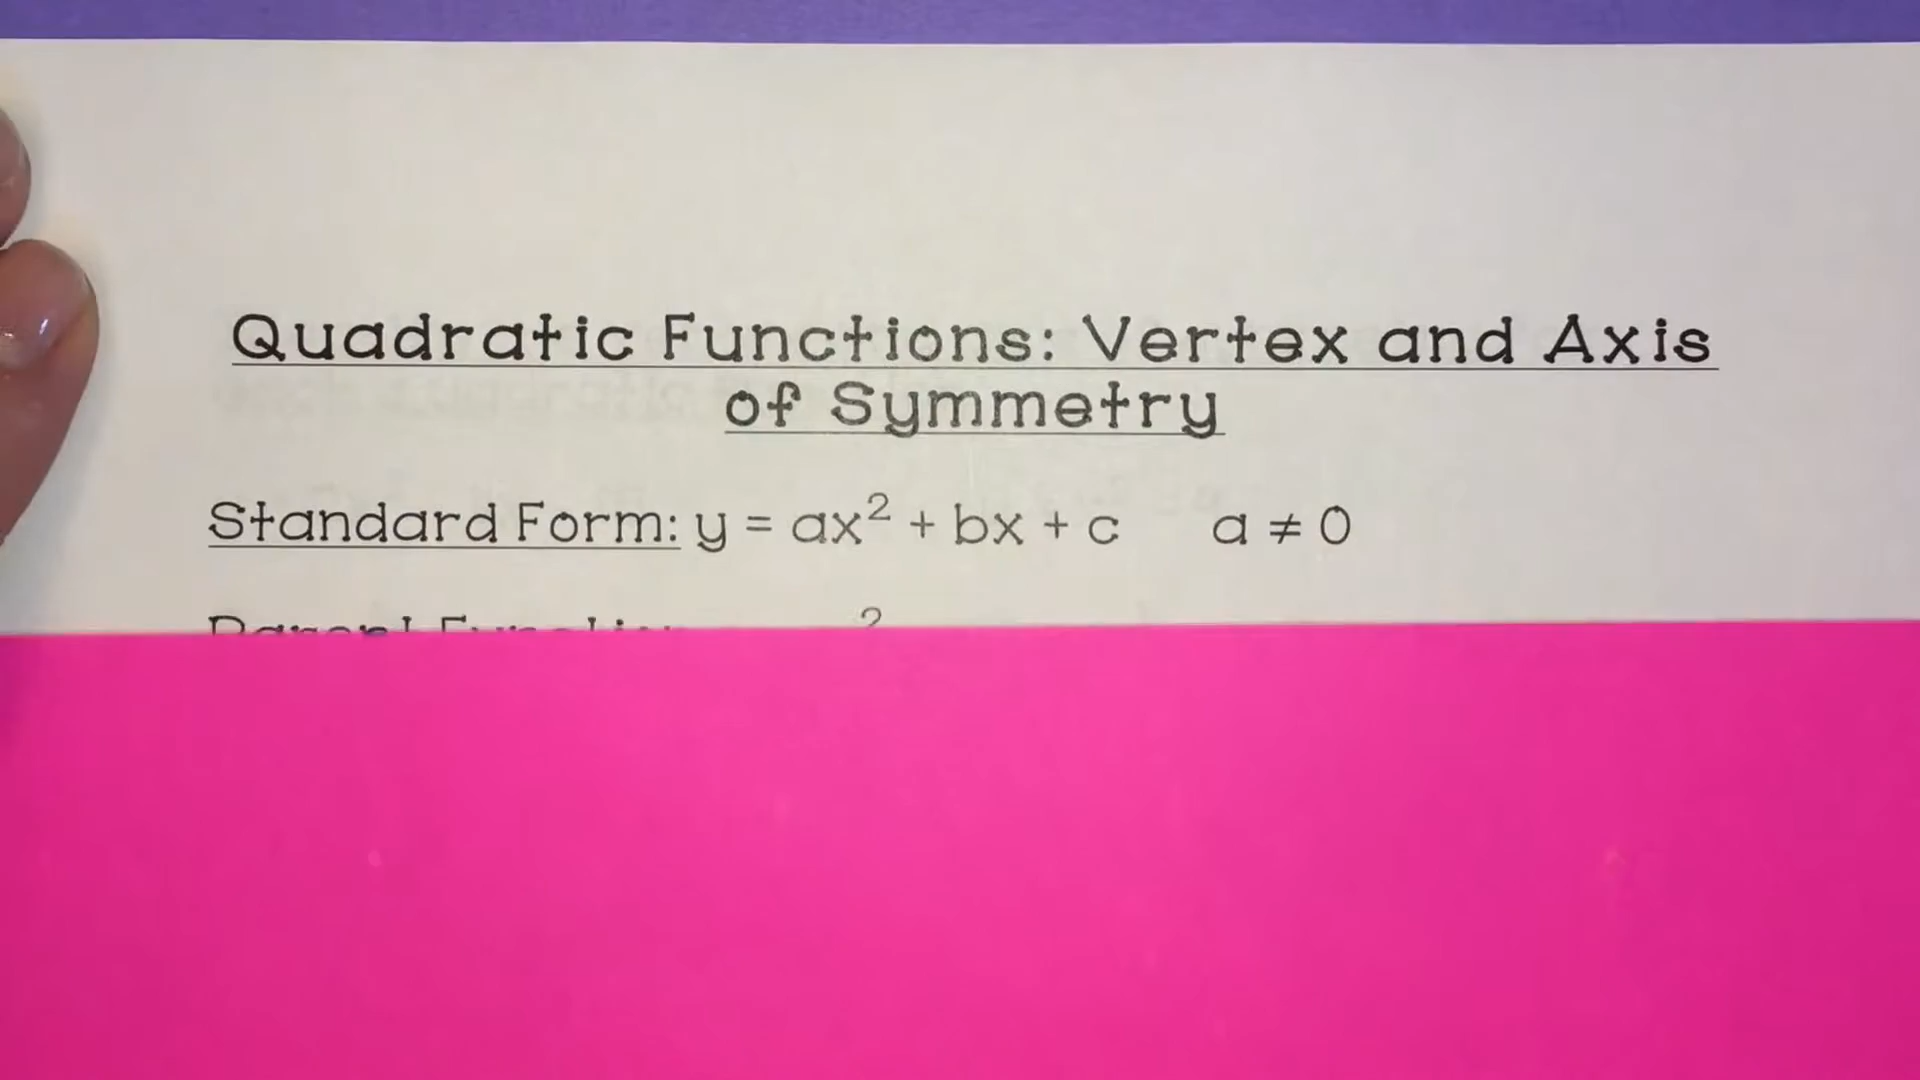 Quadratic Functions: Vertex and Axis
of Symmetry
Standard Form: y = ax² + bx + c a ≠ 0